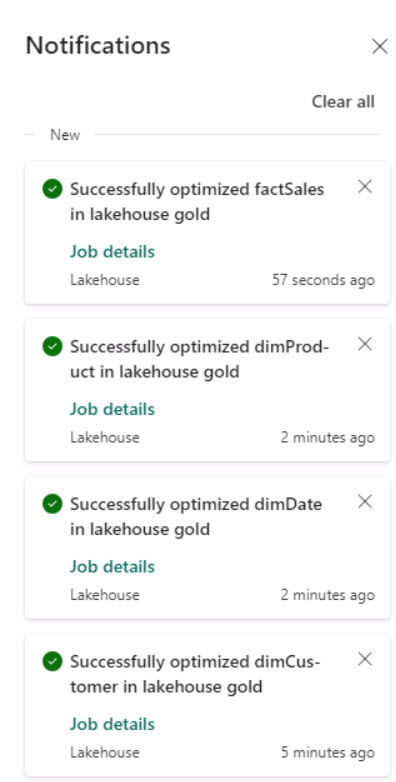 Notifications
Clear all
New
Successfully optimized factSales
in lakehouse gold
Job details
Lakehouse 57 seconds ago
Successfully optimized dimProd-
uct in lakehouse gold
Job details
Lakehouse 2 minutes ago
Successfully optimized dimDate
in lakehouse gold
Job details
Lakehouse 2 minutes ago
Successfully optimized dimCus-
tomer in lakehouse gold
Job details
Lakehouse 5 minutes ago